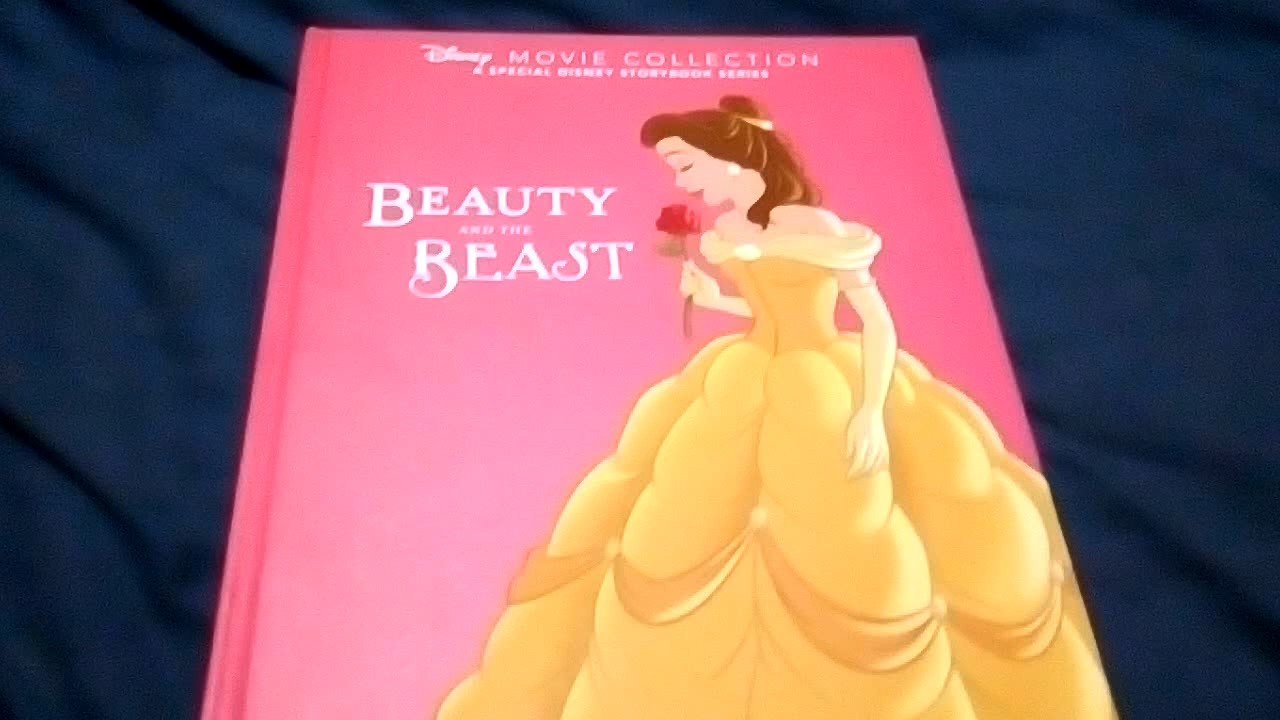 Disney MOVIE COLLECTION
A SPECIAL DISNEY STORYBOOK SERIES
BEAUTY
AND THE
BEAST